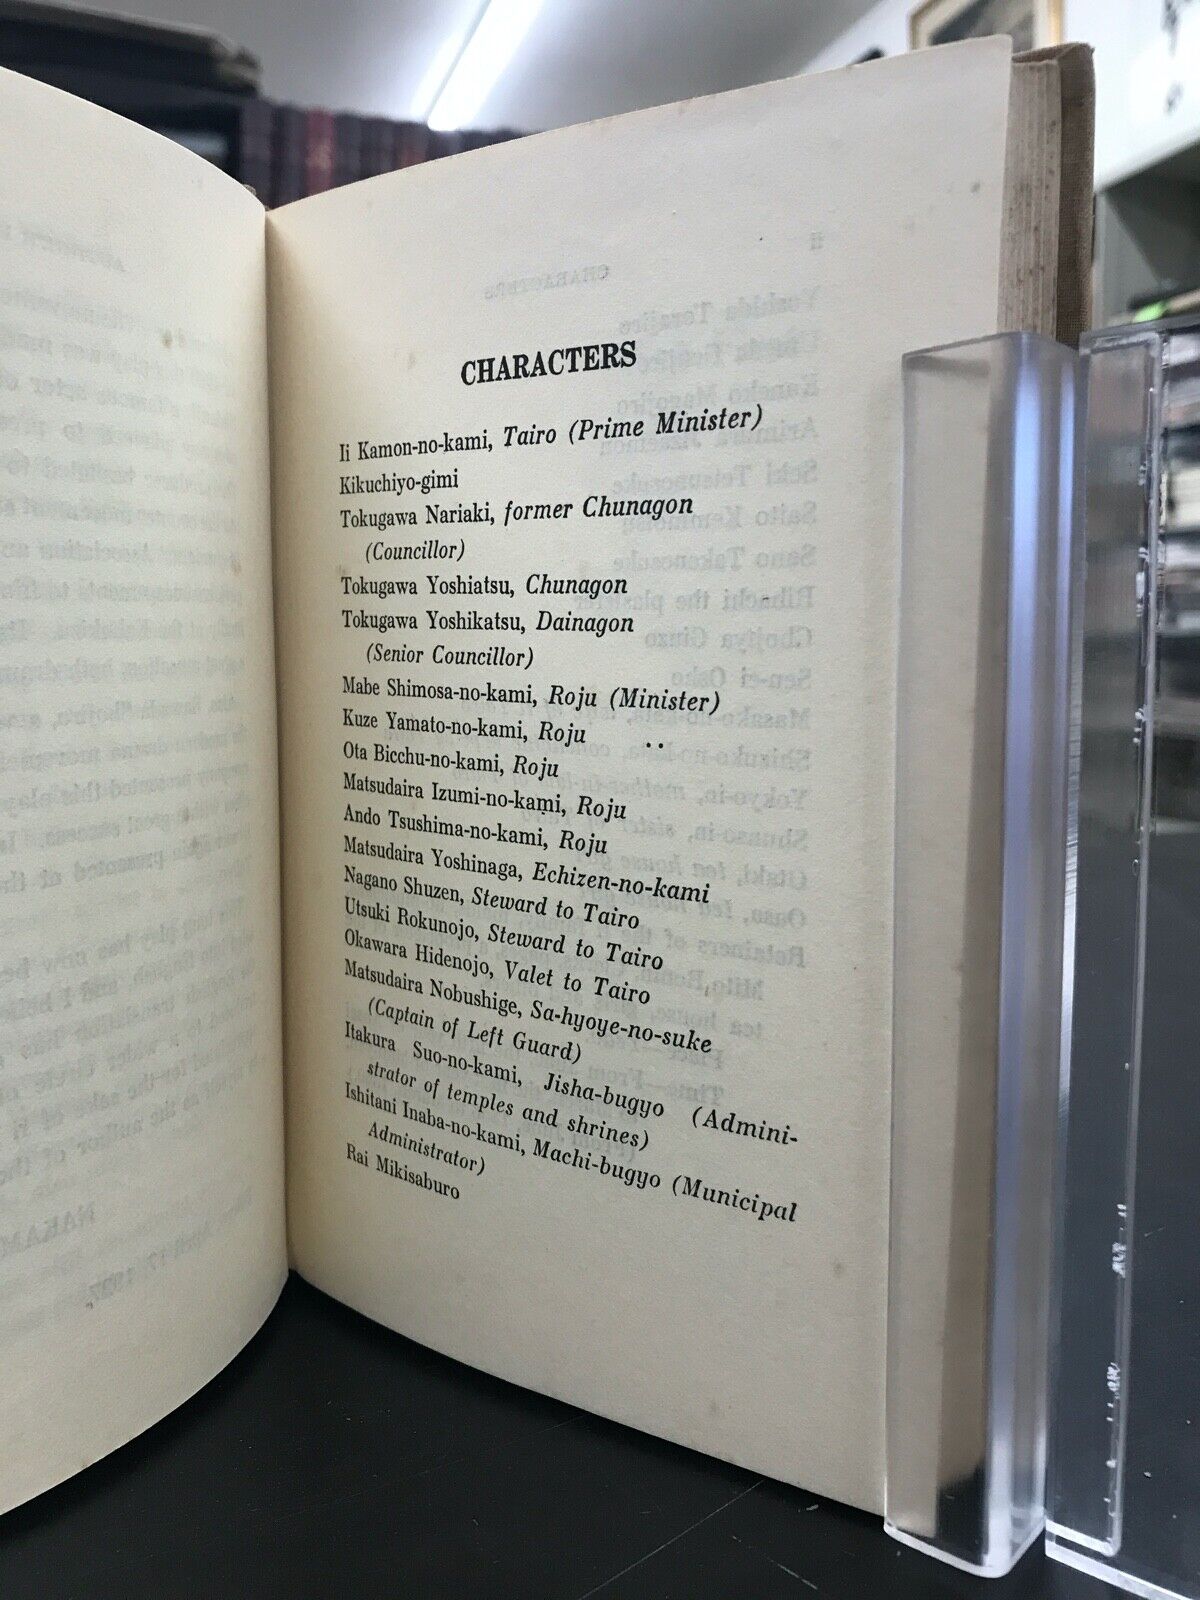 CHARACTERS
Ii Kamon-no-kami, Tairo (Prime Minister)
Kikuchiyo-gimi
Tokugawa Nariaki, former Chunagon
(Councillor)
Tokugawa Yoshiatsu, Chunagon
Tokugawa Yoshikatsu, Dainagon
(Senior Councillor)
Mabe Shimosa-no-kami, Roju (Minister)
Kuze Yamato-no-kami, Roju
Ota Bicchu-no-kami, Roju
Matsudaira Izumi-no-kami, Roju
Ando Tsushima-no-kami, Roju
Matsudaira Yoshinaga, Echizen-no-kami
Nagano Shuzen, Steward to Tairo
Utsuki Rokunojo, Steward to Tairo
Okawara Hidenojo, Valet to Tairo
Matsudaira Nobushige, Sa-hyoye-no-suke
(Captain of Left Guard)
Itakura Suo-no-kami, Jisha-bugyo (Admini-
strator of temples and shrines)
Ishitani Inaba-no-kami, Machi-bugyo (Municipal
Administrator)
Rai Mikisaburo